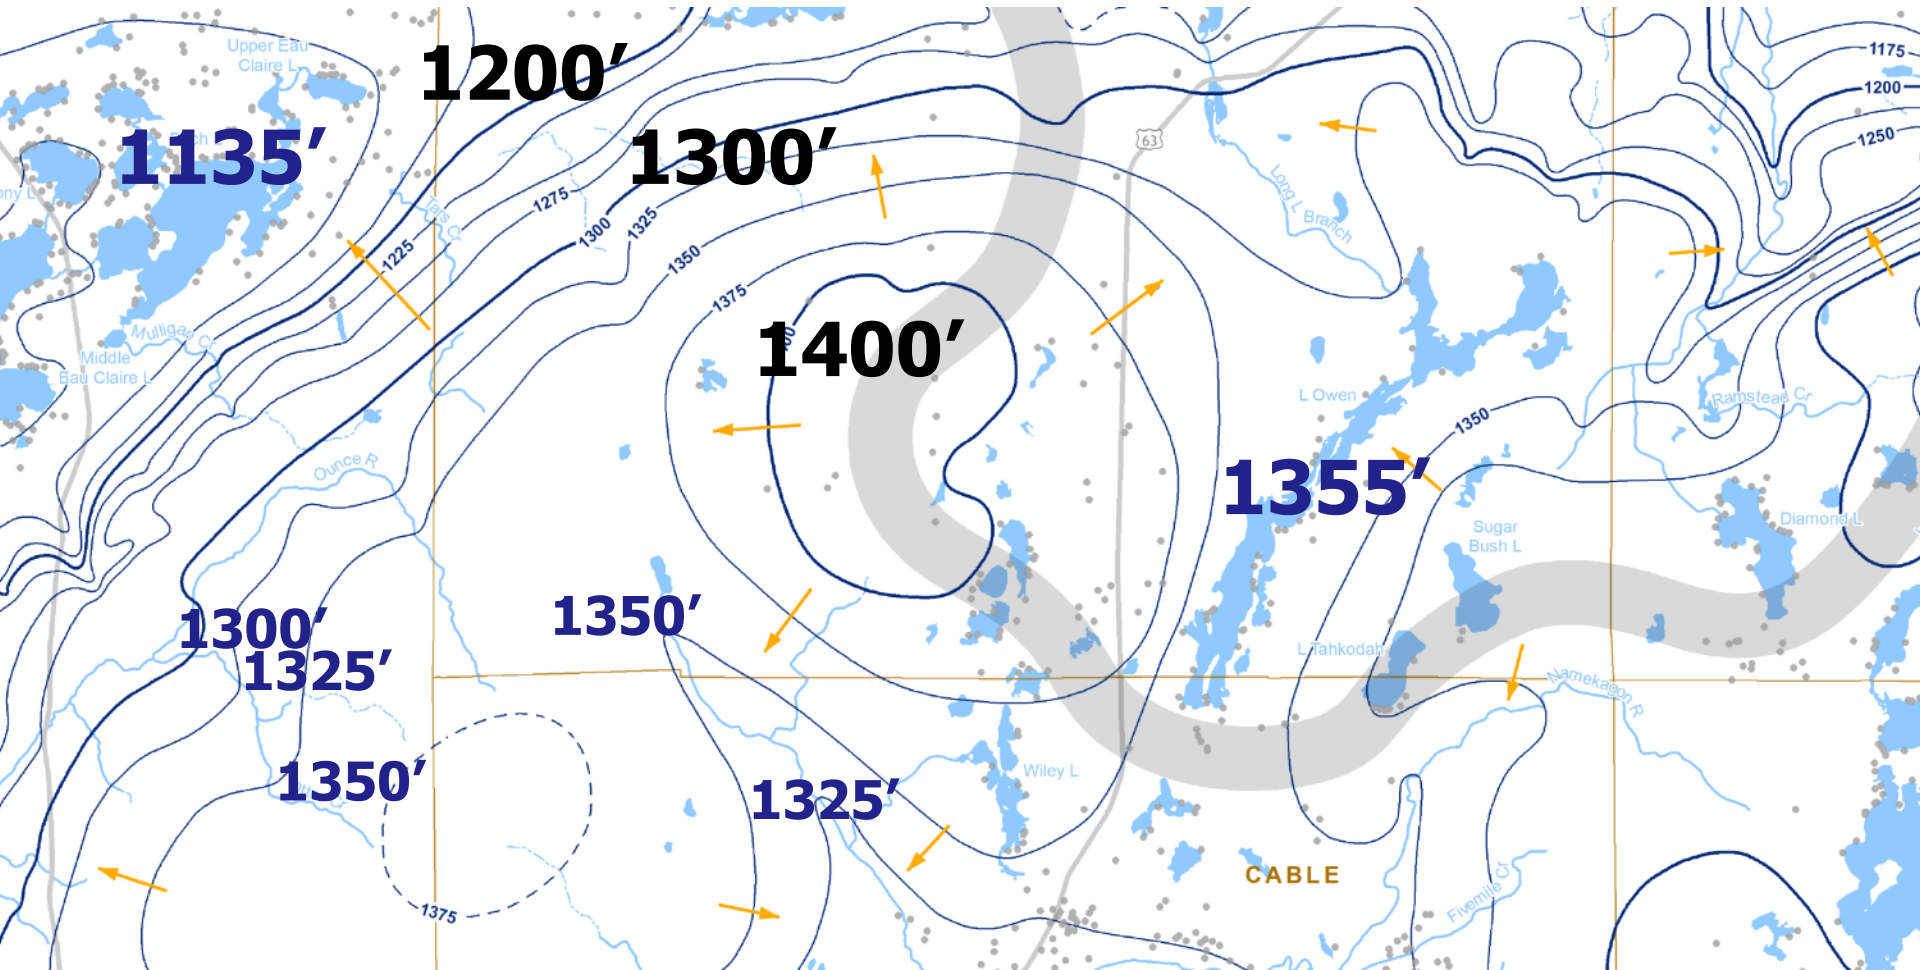 Upper Eau
Claire L
1200′
1175
1200
1250
63
1135′
1300′
1275
1300
1325
1225
1350
1375
Tars Cr
Long L Branch
Mulligan Cr
Middle
Eau Claire L
1400′
L Owen
Ramstead Cr
1350
Ounce R
1355′
Diamond L
Sugar
Bush L
1300′
1350′
1325′
L Tahkodah
Namekagon R
1350′
1325′
Wiley L
CABLE
Fivemile Cr
1375